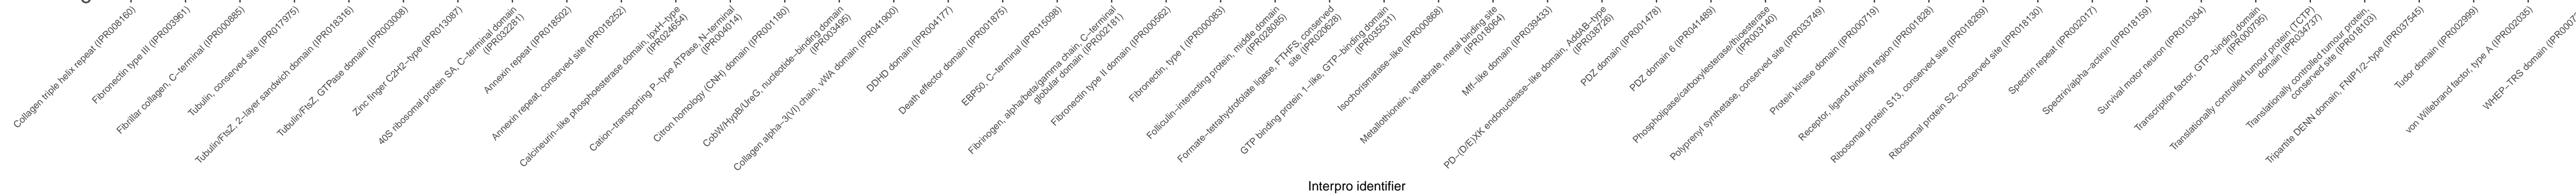 Collagen triple helix repeat (IPR008160)
Fibronectin type III (IPR003961)
Fibrillar collagen, C−terminal (IPR000885)
Tubulin, conserved site (IPR017975)
Tubulin/FtsZ, 2−layer sandwich domain (IPR018316)
Tubulin/FtsZ, GTPase domain (IPR003008)
Zinc finger C2H2−type (IPR013087)
40S ribosomal protein SA, C−terminal domain
(IPR032281)
Annexin repeat (IPR018502)
Annexin repeat, conserved site (IPR018252)
Calcineurin−like phosphoesterase domain, lpxH−type
(IPR024654)
Cation−transporting P−type ATPase, N−terminal
(IPR004014)
Citron homology (CNH) domain (IPR001180)
CobW/HypB/UreG, nucleotide−binding domain
(IPR003495)
Collagen alpha−3(VI) chain, vWA domain (IPR041900)
DDHD domain (IPR004177)
Death effector domain (IPR001875)
EBP50, C−terminal (IPR015098)
Fibrinogen, alpha/beta/gamma chain, C−terminal
globular domain (IPR002181)
Fibronectin type II domain (IPR000562)
Fibronectin, type I (IPR000083)
Folliculin−interacting protein, middle domain
(IPR028085)
Formate−tetrahydrofolate ligase, FTHFS, conserved
site (IPR020628)
GTP binding protein 1−like, GTP−binding domain
(IPR035531)
Isochorismatase−like (IPR000868)
Metallothionein, vertebrate, metal binding site
(IPR018064)
Mff−like domain (IPR039433)
PD−(D/E)XK endonuclease−like domain, AddAB−type
(IPR038726)
PDZ domain (IPR001478)
PDZ domain 6 (IPR041489)
Phospholipase/carboxylesterase/thioesterase
(IPR003140)
Polyprenyl synthetase, conserved site (IPR033749)
Protein kinase domain (IPR000719)
Receptor, ligand binding region (IPR001828)
Ribosomal protein S13, conserved site (IPR018269)
Ribosomal protein S2, conserved site (IPR018130)
Spectrin repeat (IPR002017)
Spectrin/alpha−actinin (IPR018159)
Survival motor neuron (IPR010304)
Transcription factor, GTP−binding domain
(IPR000795)
Translationally controlled tumour protein (TCTP)
domain (IPR034737)
Translationally controlled tumour protein,
conserved site (IPR018103)
Tripartite DENN domain, FNIP1/2−type (IPR037545)
Tudor domain (IPR002999)
von Willebrand factor, type A (IPR002035)
WHEP−TRS domain
Interpro identifier